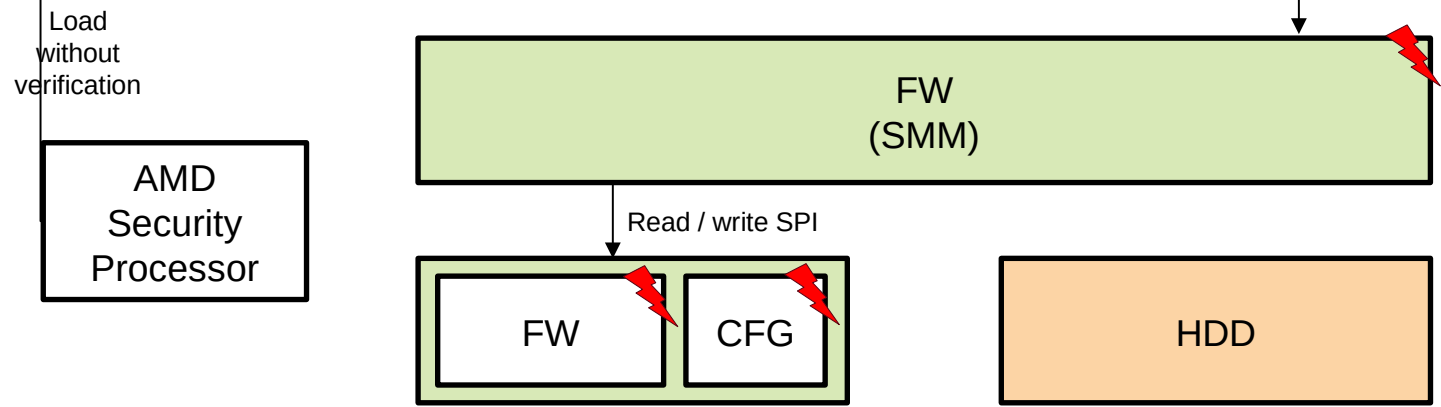 Load
without
verification
FW
(SMM)
AMD
Security
Processor
Read / write SPI
FW
CFG
HDD